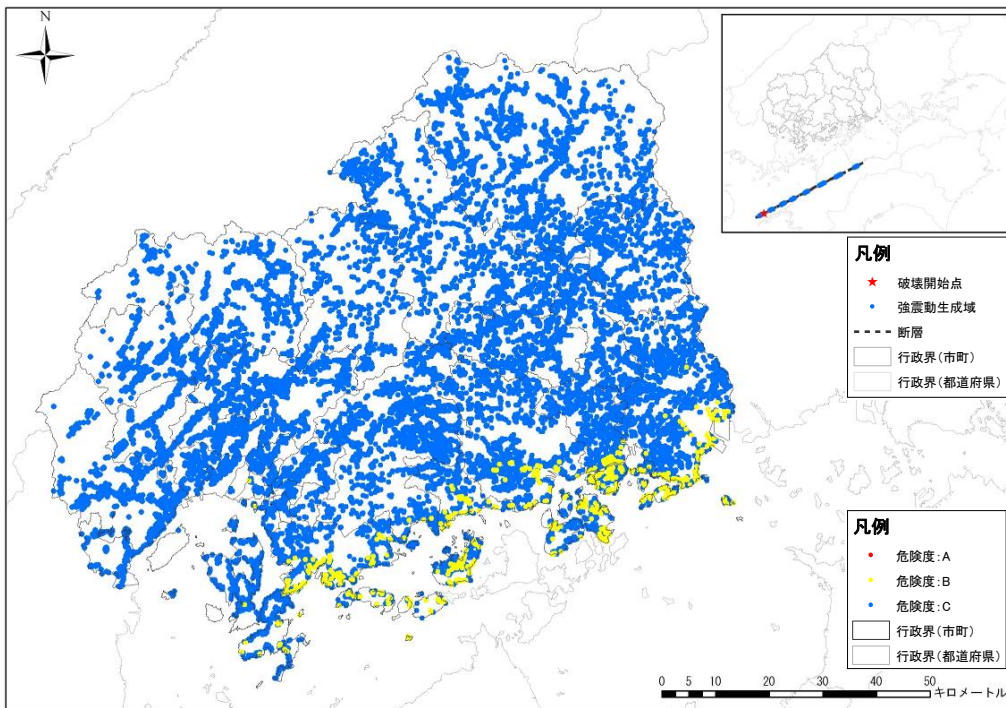 N
凡例
破壊開始点
強震動生成域
断層
行政界(市町)
行政界(都道府県)
凡例
危険度:A
危険度:B
危険度:C
行政界(市町)
行政界(都道府県)
0 5 10 20 30 40 50
キロメートル